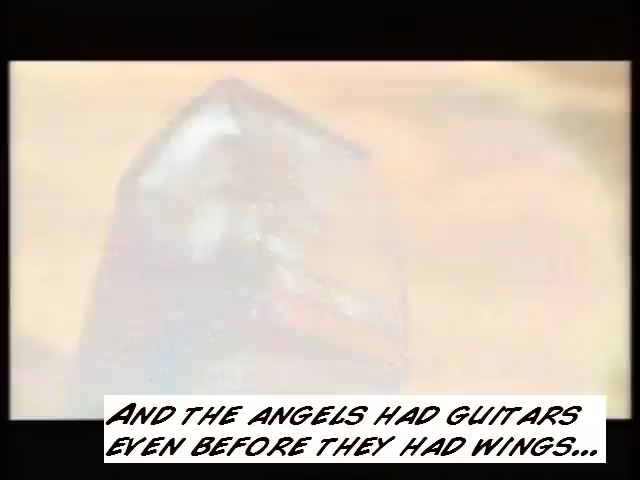 AND THE ANGELS HAD GUITARS
EVEN BEFORE THEY HAD WINGS...